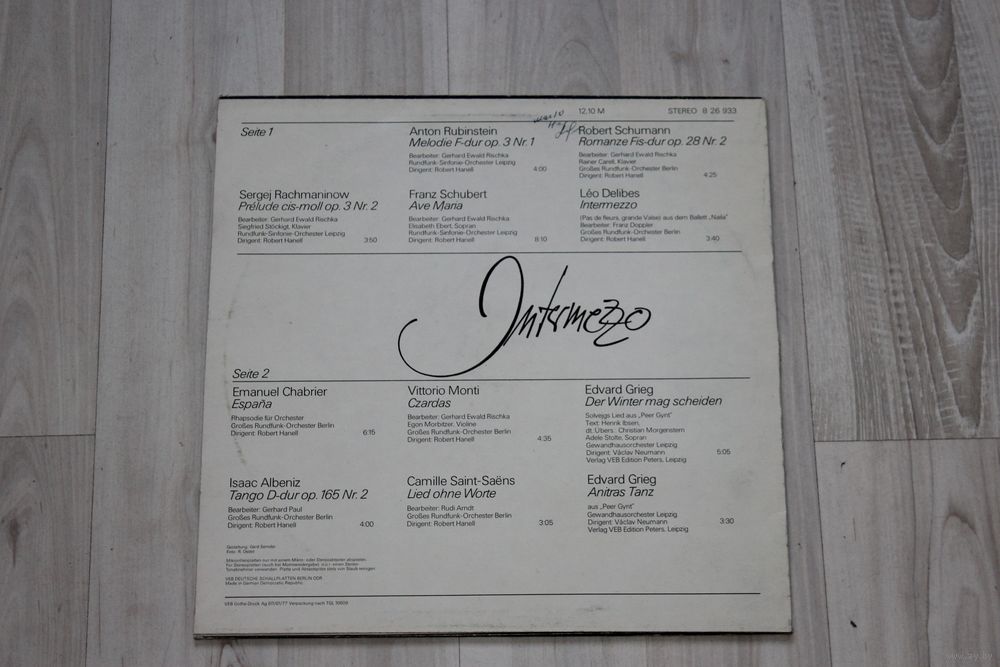 12.10 M STEREO 8 26 933
Seite 1
Sergej Rachmaninow
Prélude cis-moll op. 3 Nr. 2
Bearbeiter: Gerhard Ewald Rischka
Siegfried Stöckigt, Klavier
Rundfunk-Sinfonie-Orchester Leipzig
Dirigent: Robert Hanell 3:50
Anton Rubinstein
Melodie F-dur op. 3 Nr. 1
Bearbeiter: Gerhard Ewald Rischka
Rundfunk-Sinfonie-Orchester Leipzig
Dirigent: Robert Hanell 4:00
Franz Schubert
Ave Maria
Bearbeiter: Gerhard Ewald Rischka
Elisabeth Ebert, Sopran
Rundfunk-Sinfonie-Orchester Leipzig
Dirigent: Robert Hanell 8:10
Robert Schumann
Romanze Fis-dur op. 28 Nr. 2
Bearbeiter: Gerhard Ewald Rischka
Rainer Carell, Klavier
Großes Rundfunk-Orchester Berlin
Dirigent: Robert Hanell 4:25
Léo Delibes
Intermezzo
(Pas de fleurs, grande Valse) aus dem Ballett „Naila“
Bearbeiter: Franz Doppler
Großes Rundfunk-Orchester Berlin
Dirigent: Robert Hanell 3:40
Intermezzo
Seite 2
Emanuel Chabrier
España
Rhapsodie für Orchester
Großes Rundfunk-Orchester Berlin
Dirigent: Robert Hanell 6:15
Isaac Albeniz
Tango D-dur op. 165 Nr. 2
Bearbeiter: Gerhard Paul
Großes Rundfunk-Orchester Berlin
Dirigent: Robert Hanell 4:00
Vittorio Monti
Czardas
Bearbeiter: Gerhard Ewald Rischka
Egon Morbitzer, Violine
Großes Rundfunk-Orchester Berlin
Dirigent: Robert Hanell 4:35
Camille Saint-Saëns
Lied ohne Worte
Bearbeiter: Rudi Arndt
Großes Rundfunk-Orchester Berlin
Dirigent: Robert Hanell 3:05
Edvard Grieg
Der Winter mag scheiden
Solvejgs Lied aus „Peer Gynt“
Text: Henrik Ibsen,
dt. Übers.: Christian Morgenstern
Adele Stolte, Sopran
Gewandhausorchester Leipzig
Dirigent: Václav Neumann 5:05
Verlag VEB Edition Peters, Leipzig
Edvard Grieg
Anitras Tanz
aus „Peer Gynt“
Gewandhausorchester Leipzig
Dirigent: Václav Neumann 3:30
Verlag VEB Edition Peters, Leipzig
VEB DEUTSCHE SCHALLPLATTEN BERLIN DDR
Made in German Democratic Republic